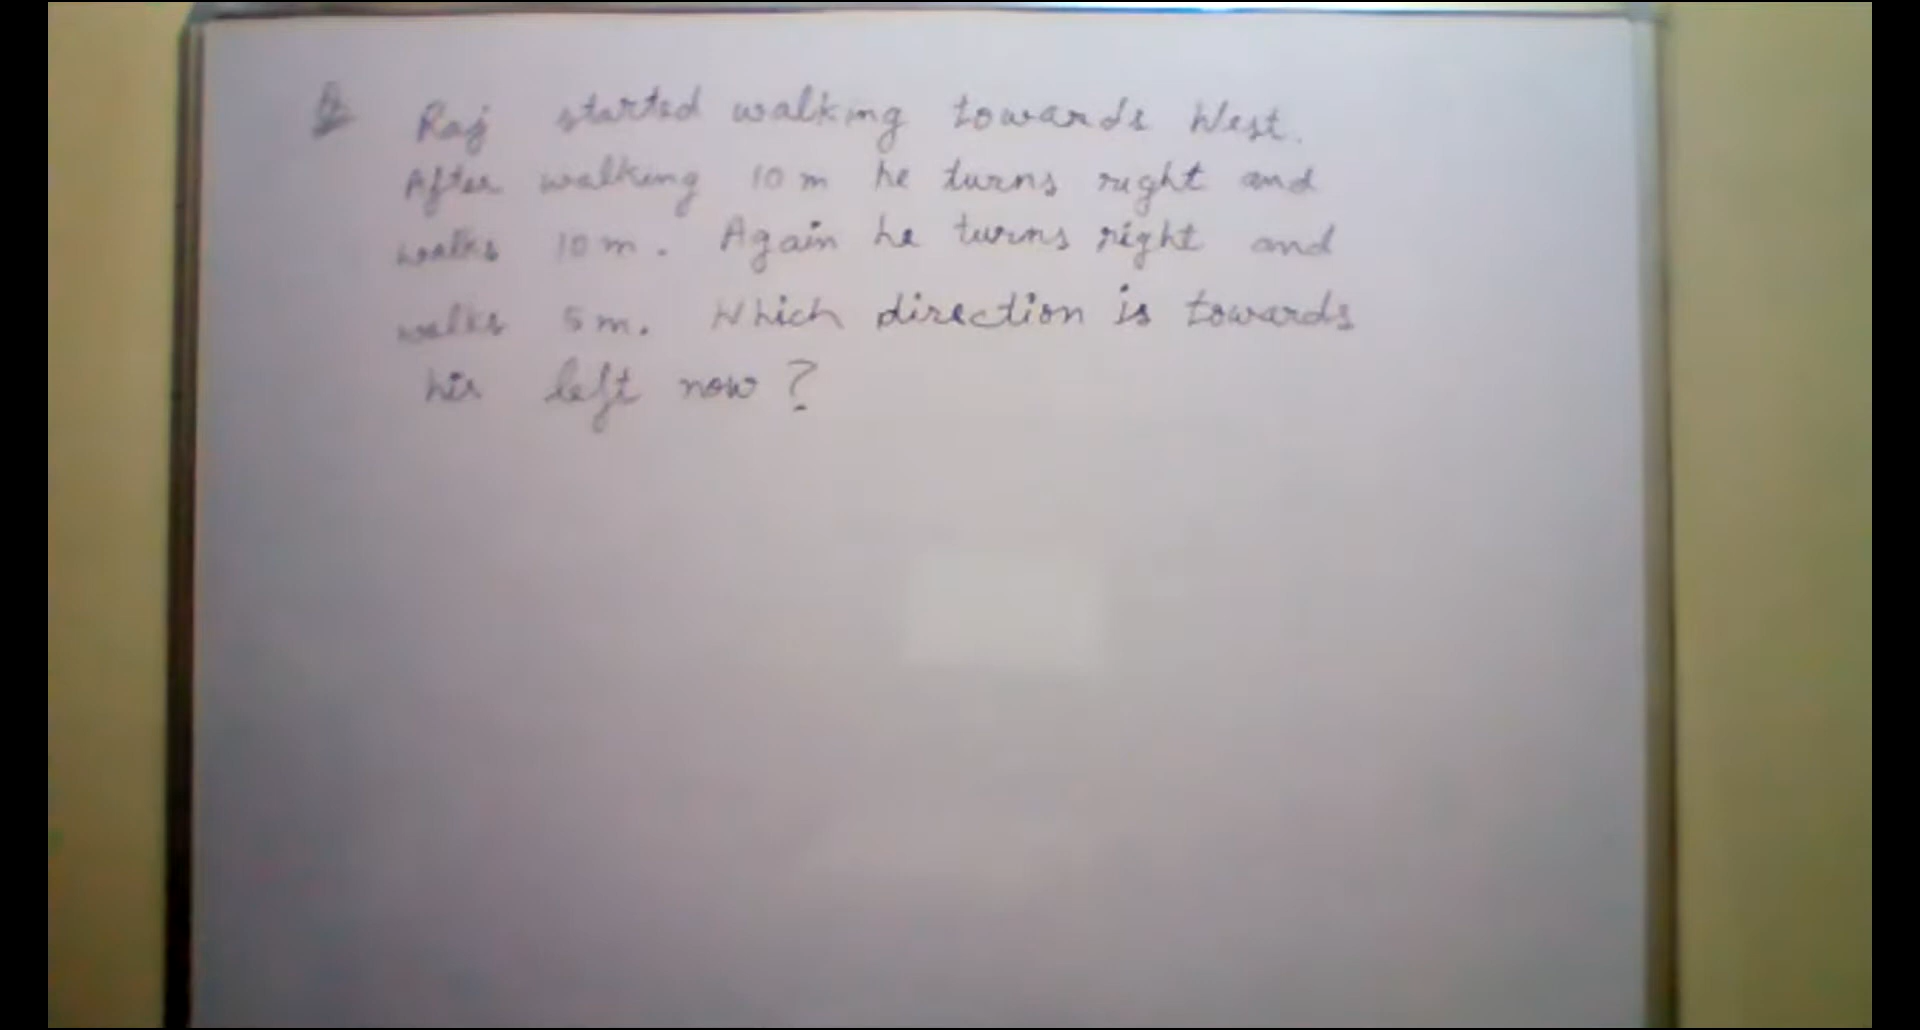 Q Raj started walking towards West.
After walking 10 m he turns right and
walks 10 m. Again he turns right and
walks 5 m. Which direction is towards
his left now?